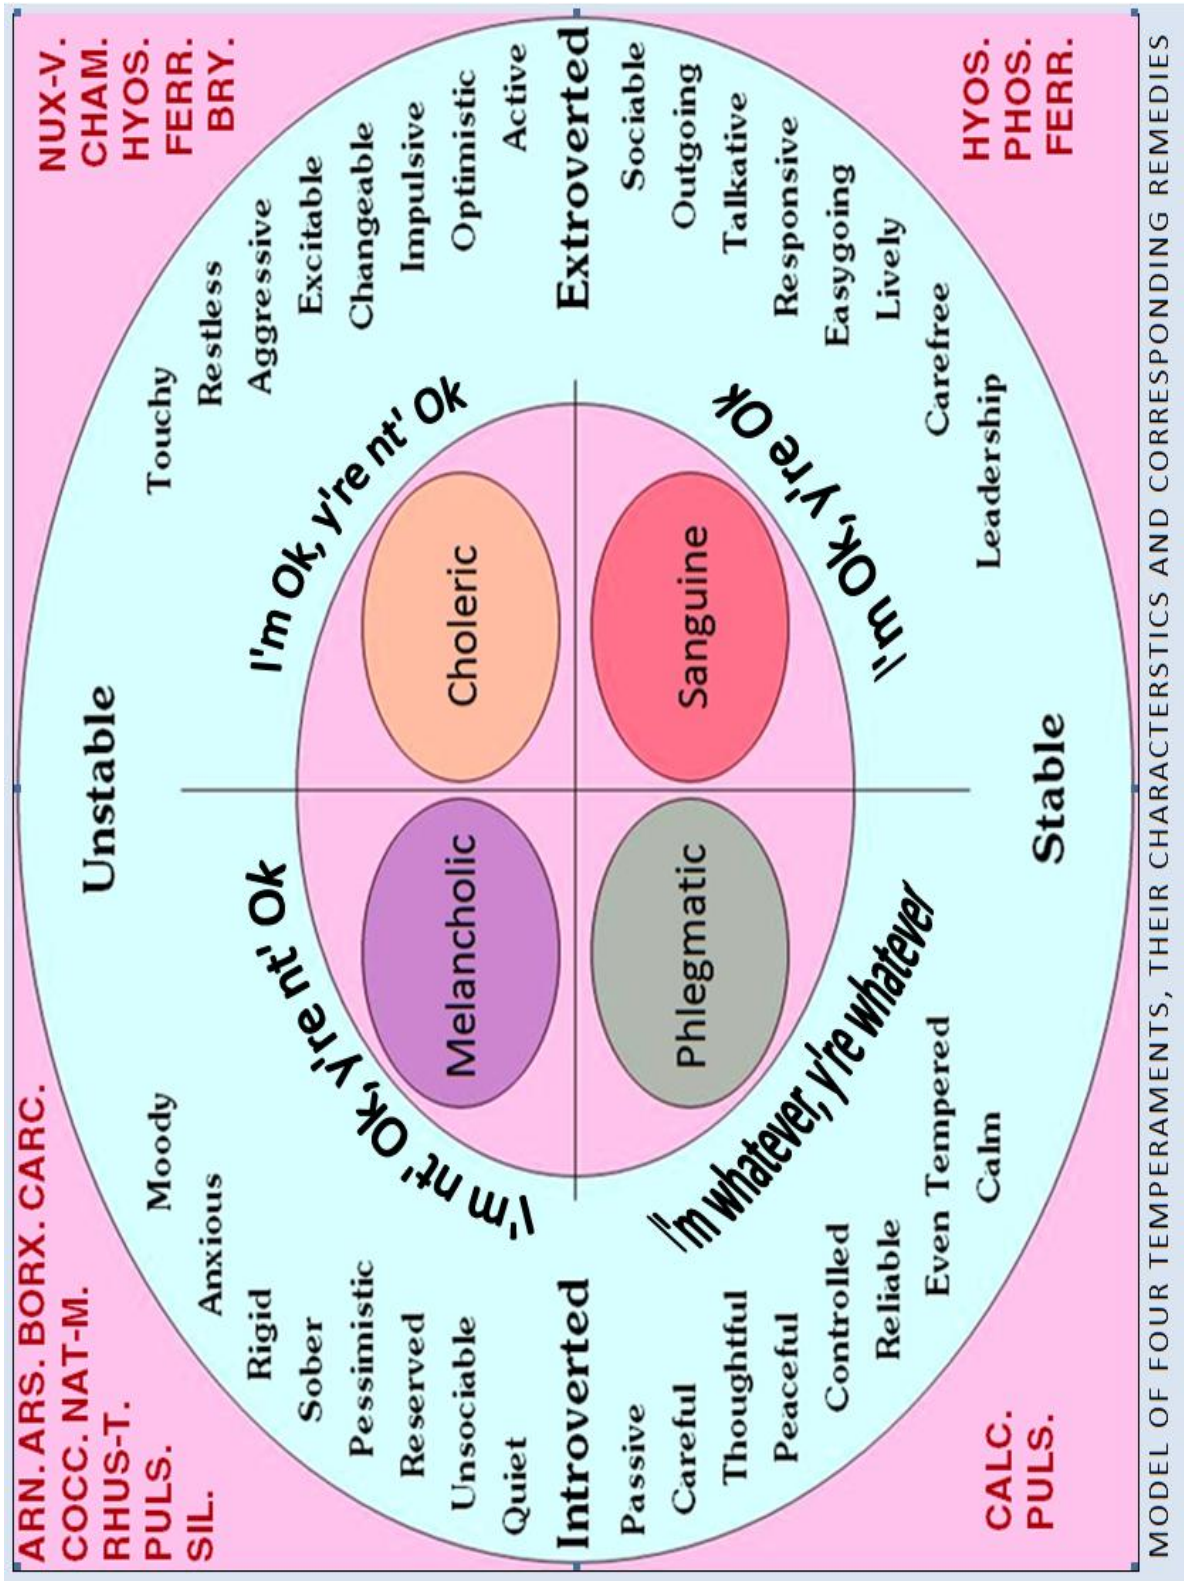 ARN. ARS. BORX. CARC.
COCC. NAT-M.
RHUS-T.
PULS.
SIL.
NUX-V.
CHAM.
HYOS.
FERR.
BRY.
Unstable
Moody
Anxious
Rigid
Sober
Pessimistic
Reserved
Unsociable
Quiet
Touchy
Restless
Aggressive
Excitable
Changeable
Impulsive
Optimistic
Active
I'm nt' Ok, y're nt' Ok
I'm Ok, y're nt' Ok
Melancholic
Choleric
Introverted
Extroverted
Phlegmatic
Sanguine
I'm whatever, y're whatever
I'm Ok, y're Ok
Passive
Careful
Thoughtful
Peaceful
Controlled
Reliable
Even Tempered
Calm
Sociable
Outgoing
Talkative
Responsive
Easygoing
Lively
Carefree
Leadership
Stable
CALC.
PULS.
HYOS.
PHOS.
FERR.
MODEL OF FOUR TEMPERAMENTS, THEIR CHARACTERSTICS AND CORRESPONDING REMEDIES